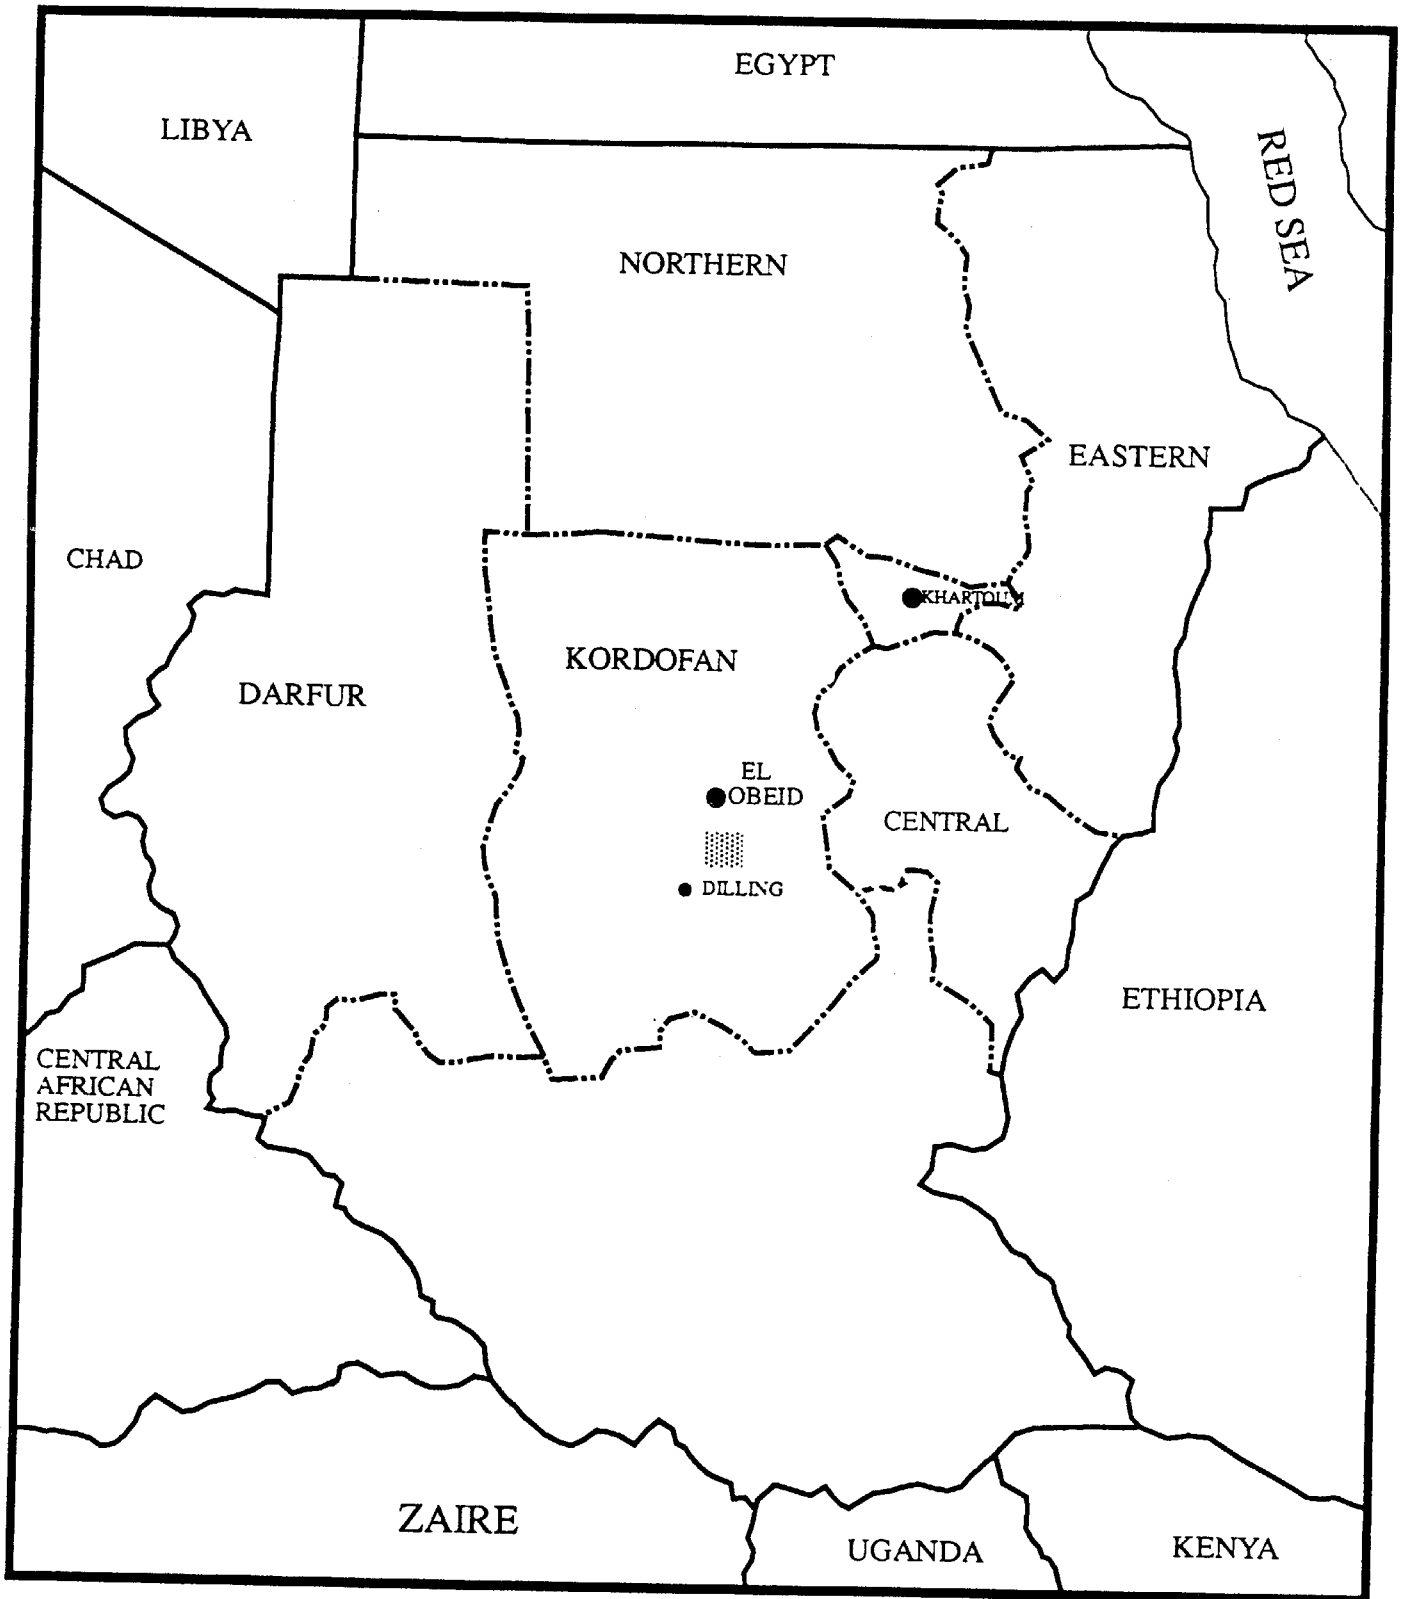 EGYPT
LIBYA
RED SEA
NORTHERN
EASTERN
CHAD
KHARTOUM
KORDOFAN
DARFUR
EL
OBEID
CENTRAL
DILLING
ETHIOPIA
CENTRAL
AFRICAN
REPUBLIC
ZAIRE
UGANDA
KENYA